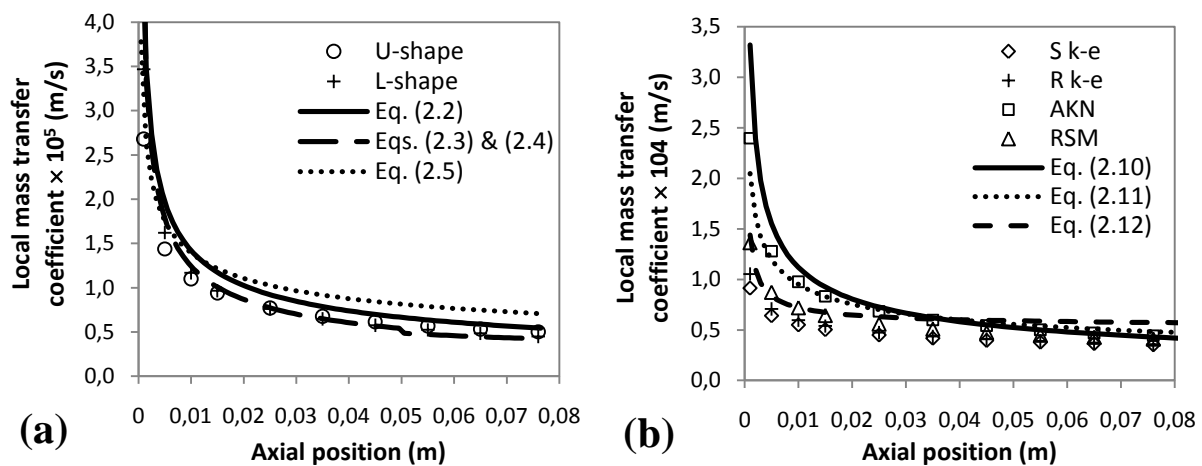 4,0
3,5
3,0
2,5
2,0
1,5
1,0
0,5
0,0
Local mass transfer
coefficient × 10⁵ (m/s)
U-shape
L-shape
Eq. (2.2)
Eqs. (2.3) & (2.4)
Eq. (2.5)
0 0,01 0,02 0,03 0,04 0,05 0,06 0,07 0,08
Axial position (m)
(a)
3,5
3,0
2,5
2,0
1,5
1,0
0,5
0,0
Local mass transfer
coefficient × 104 (m/s)
S k-e
R k-e
AKN
RSM
Eq. (2.10)
Eq. (2.11)
Eq. (2.12)
0 0,01 0,02 0,03 0,04 0,05 0,06 0,07 0,08
Axial position (m)
(b)